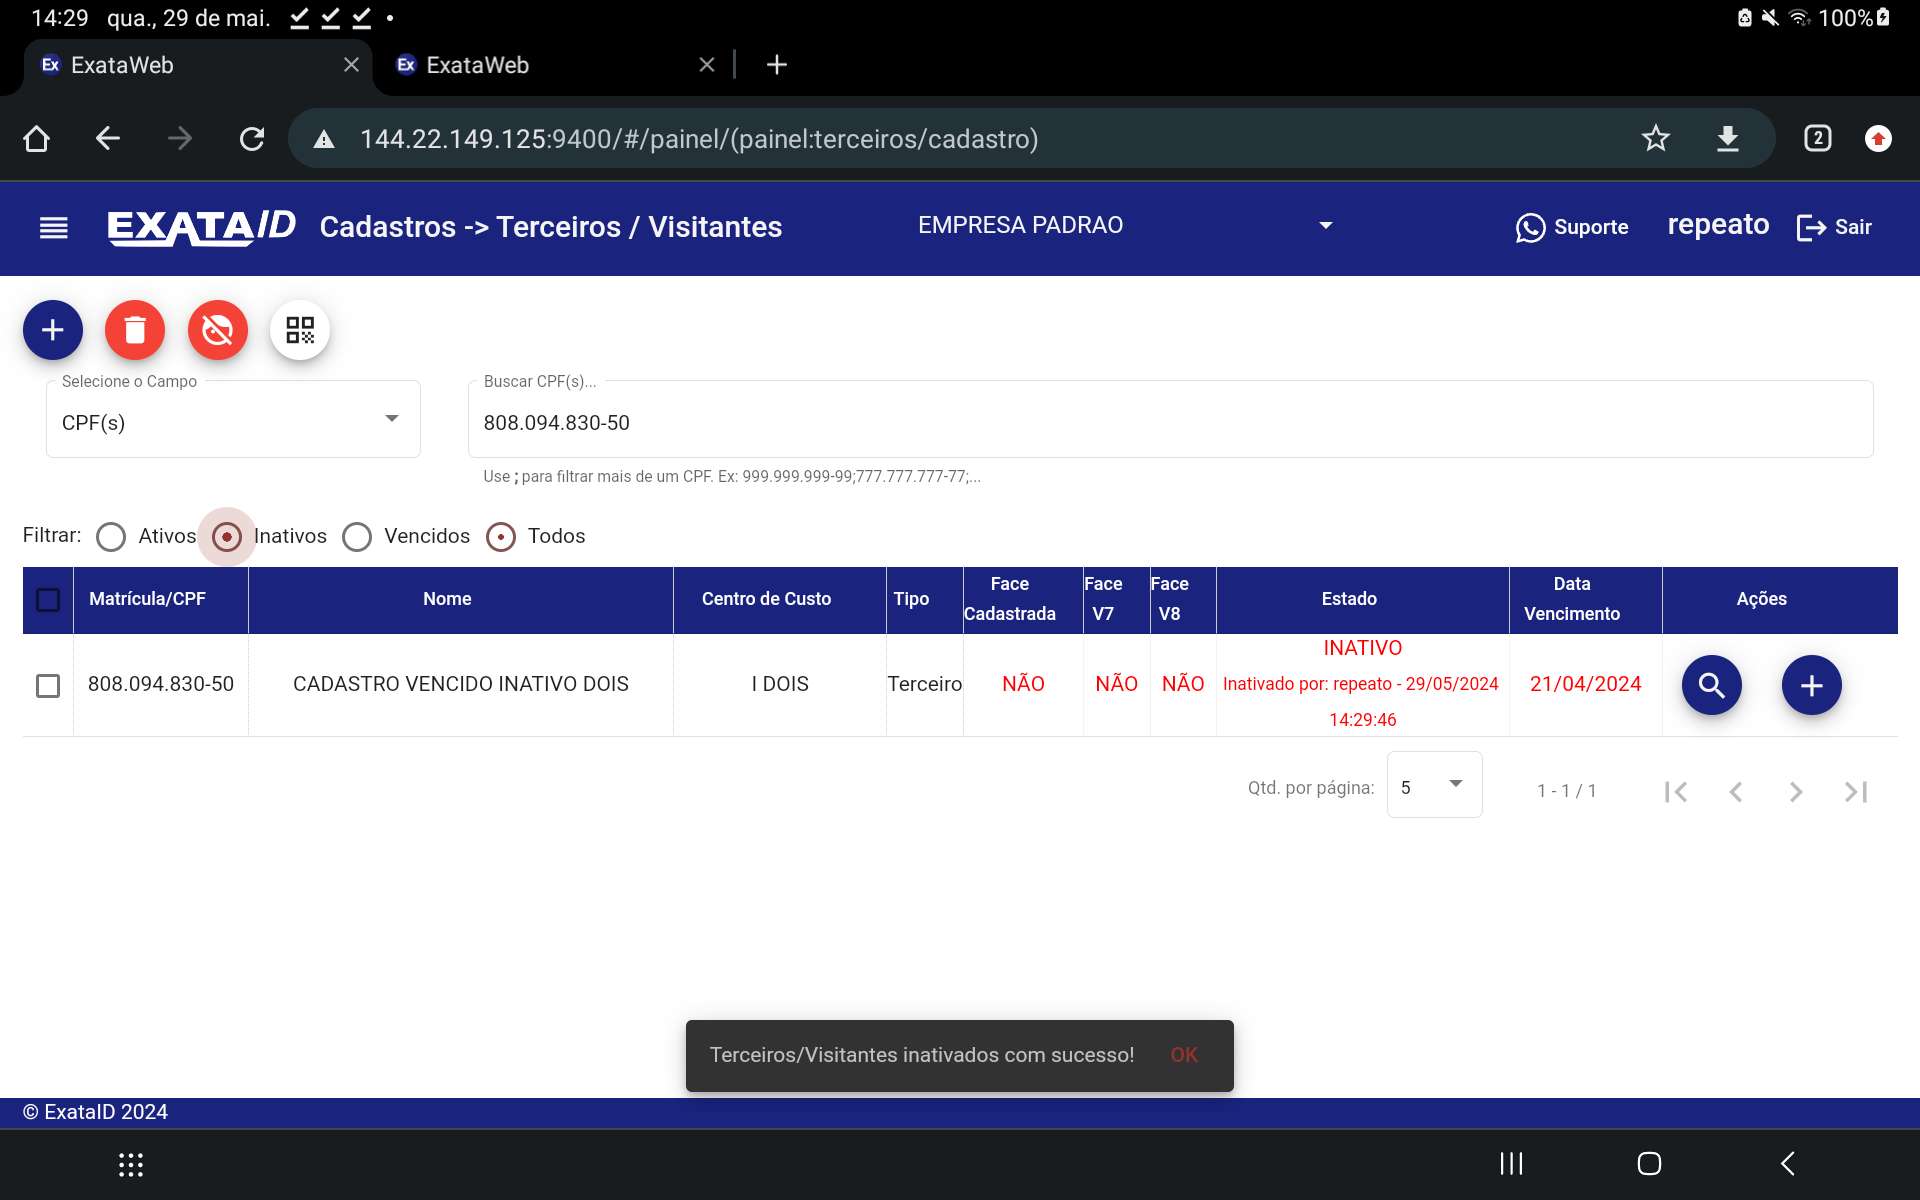 14:29 qua., 29 de mai.
100%
Ex ExataWeb
Ex ExataWeb
144.22.149.125:9400/#/painel/(painel:terceiros/cadastro)
2
EXATAID Cadastros -> Terceiros / Visitantes
EMPRESA PADRAO
Suporte
repeato
Sair
Selecione o Campo
CPF(s)
Buscar CPF(s)...
808.094.830-50
Use ; para filtrar mais de um CPF. Ex: 999.999.999-99;777.777.777-77;...
Filtrar: Ativos Inativos Vencidos Todos
Matrícula/CPF
Nome
Centro de Custo
Tipo
Face
Cadastrada
Face
V7
Face
V8
Estado
Data
Vencimento
Ações
808.094.830-50
CADASTRO VENCIDO INATIVO DOIS
I DOIS
Terceiro
NÃO
NÃO
NÃO
INATIVO
Inativado por: repeato - 29/05/2024
14:29:46
21/04/2024
Qtd. por página: 5
1 - 1 / 1
Terceiros/Visitantes inativados com sucesso! OK
© ExataID 2024